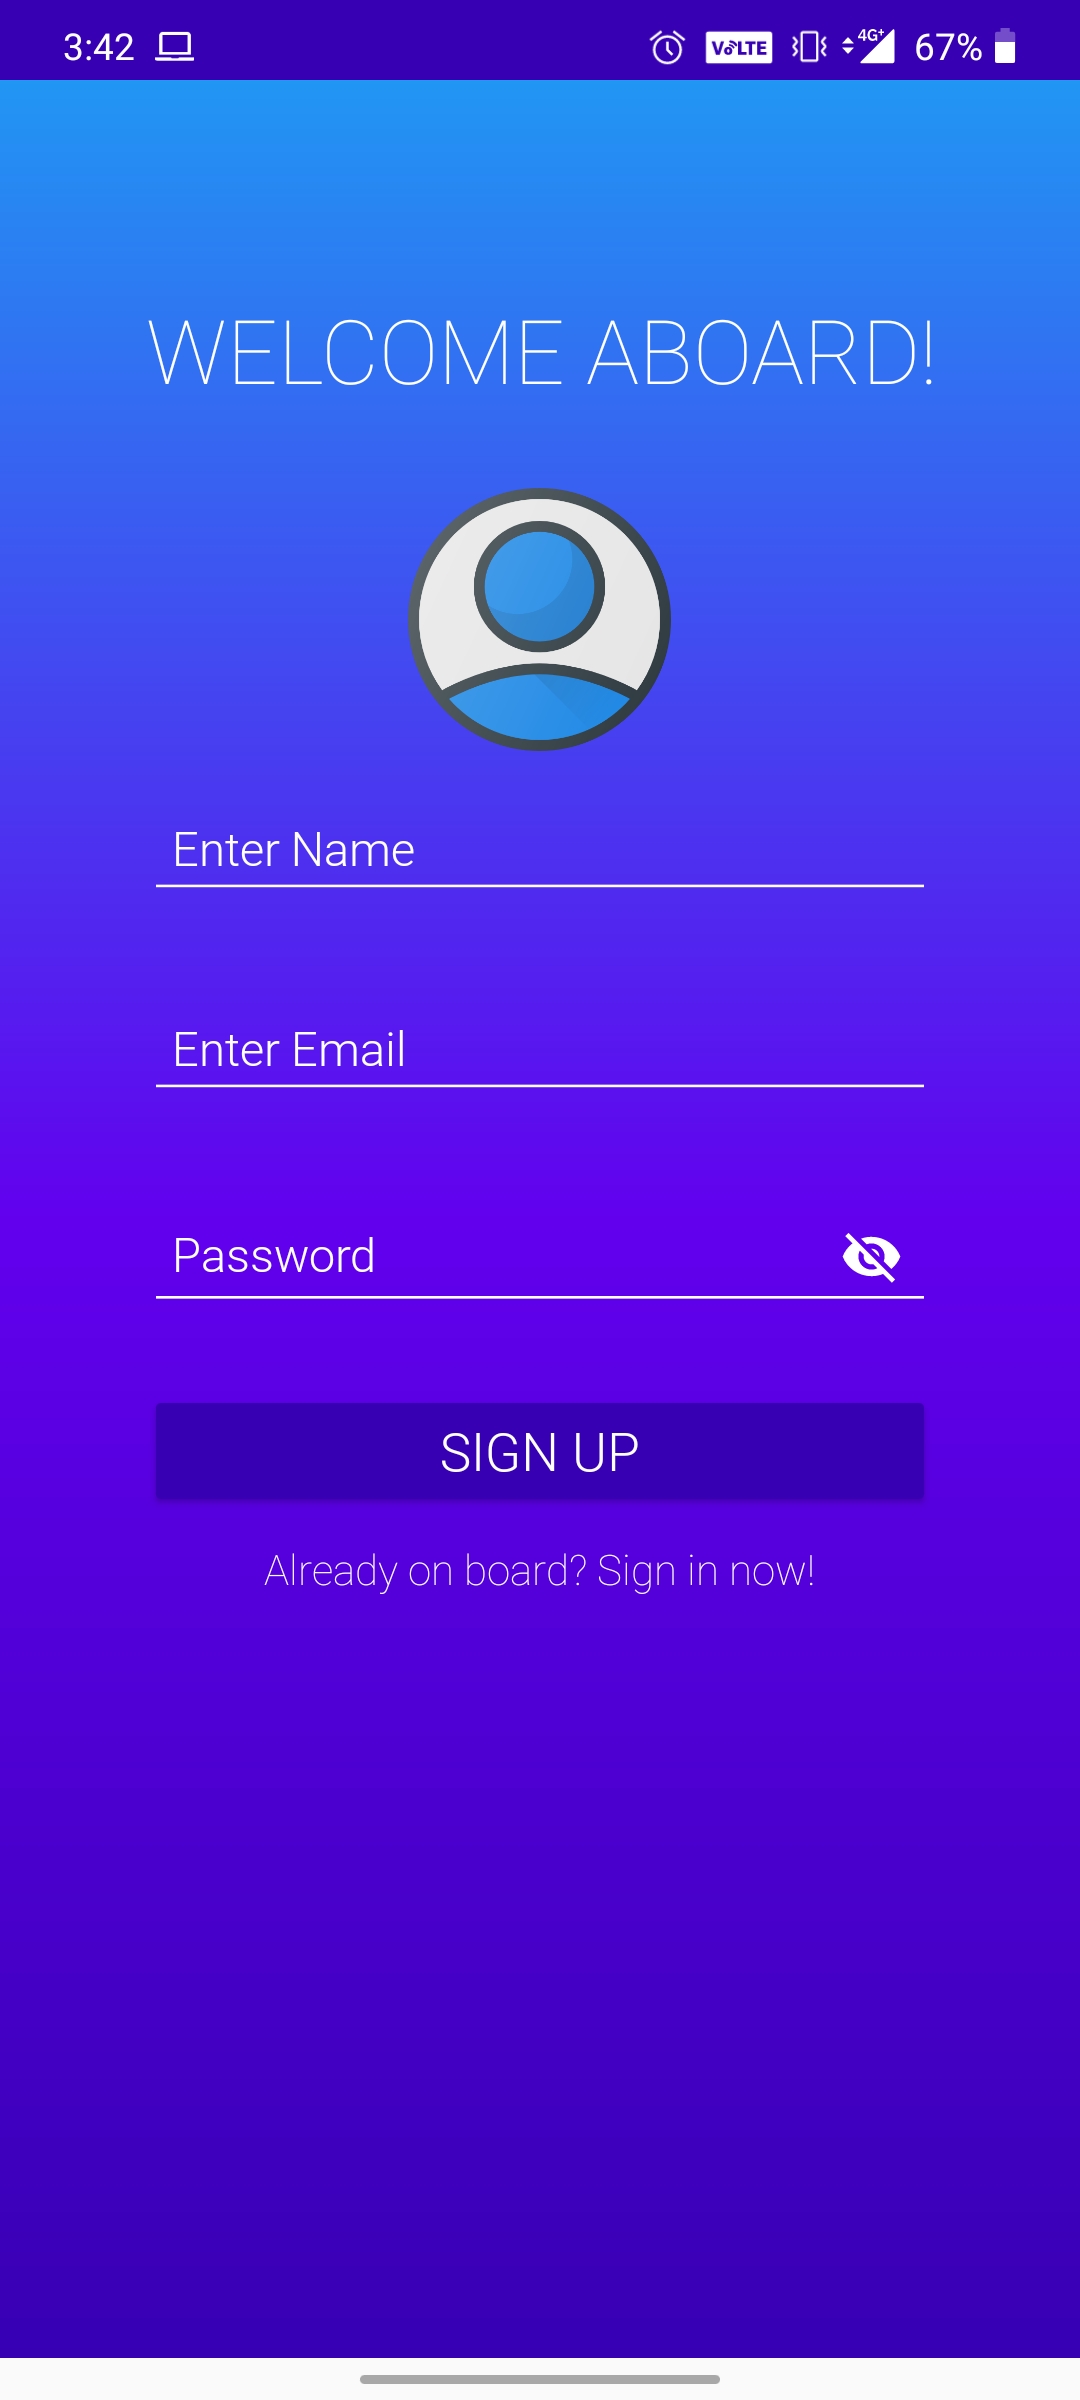 3:42 VoLTE 4G+ 67%
WELCOME ABOARD!
Enter Name
Enter Email
Password
SIGN UP
Already on board? Sign in now!